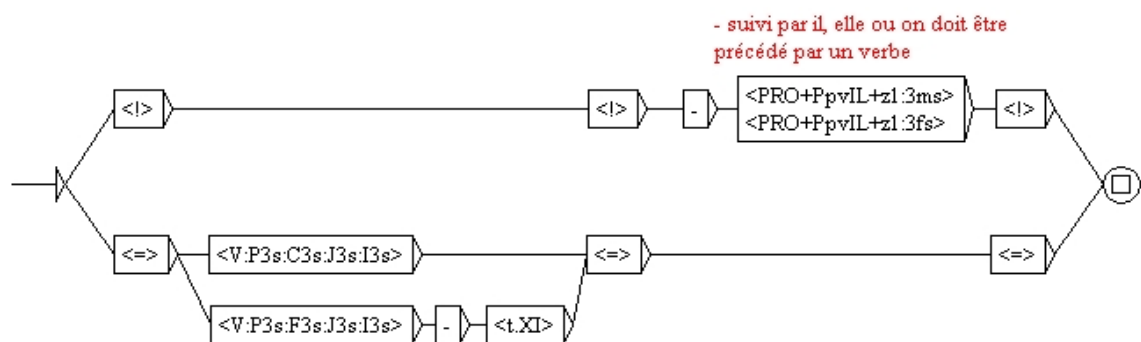 - suivi par il, elle ou on doit être
précédé par un verbe
<!> <!> - <PRO+PpvIL+z1:3ms> <!>
<PRO+PpvIL+z1:3fs>
<=> <V:P3s:C3s:J3s:I3s> <=> <=>
<V:P3s:F3s:J3s:I3s> - <t.XI>